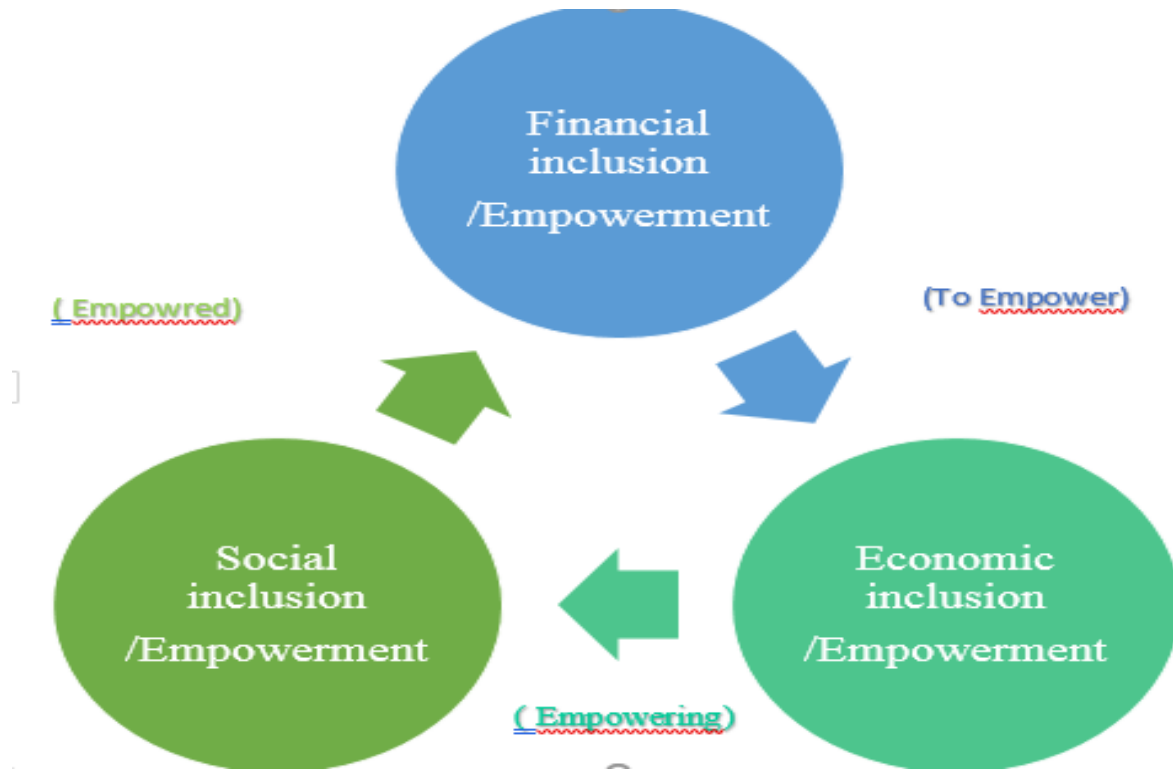 Financial
inclusion
/Empowerment
( Empowred)
(To Empower)
Social
inclusion
/Empowerment
Economic
inclusion
/Empowerment
( Empowering)